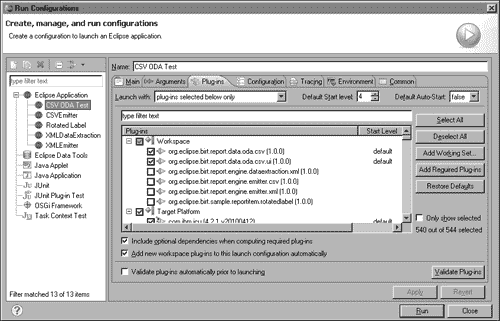 Run Configurations
Create, manage, and run configurations
Create a configuration to launch an Eclipse application.
type filter text
Eclipse Application
CSV ODA Test
CSVEmitter
Rotated Label
XMLDataExtraction
XMLEmitter
Eclipse Data Tools
Java Applet
Java Application
JUnit
JUnit Plug-in Test
OSGi Framework
Task Context Test
Filter matched 13 of 13 items
Name: CSV ODA Test
Main Arguments Plug-ins Configuration Tracing Environment Common
Launch with: plug-ins selected below only Default Start level: 4 Default Auto-Start: false
type filter text
Plug-ins Start Level
Workspace
org.eclipse.birt.report.data.oda.csv (1.0.0) default
org.eclipse.birt.report.data.oda.csv.ui (1.0.0) default
org.eclipse.birt.report.engine.dataextraction.xml (1.0.0)
org.eclipse.birt.report.engine.emitter.csv (1.0.0)
org.eclipse.birt.report.engine.emitter.xml (1.0.0)
org.eclipse.birt.sample.reportitem.rotatedlabel (1.0.0)
Target Platform
com.ibm.icu (4.2.1.v20100412) default
Select All
Deselect All
Add Working Set...
Add Required Plug-ins
Restore Defaults
Only show selected
540 out of 544 selected
Include optional dependencies when computing required plug-ins
Add new workspace plug-ins to this launch configuration automatically
Validate plug-ins automatically prior to launching
Validate Plug-ins
Apply Revert
Run Close